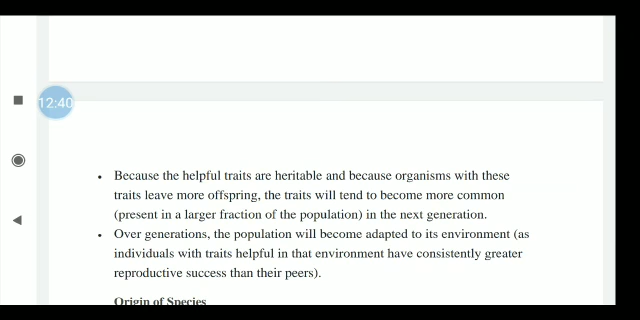 12:40
• Because the helpful traits are heritable and because organisms with these
traits leave more offspring, the traits will tend to become more common
(present in a larger fraction of the population) in the next generation.
• Over generations, the population will become adapted to its environment (as
individuals with traits helpful in that environment have consistently greater
reproductive success than their peers).
Origin of Species